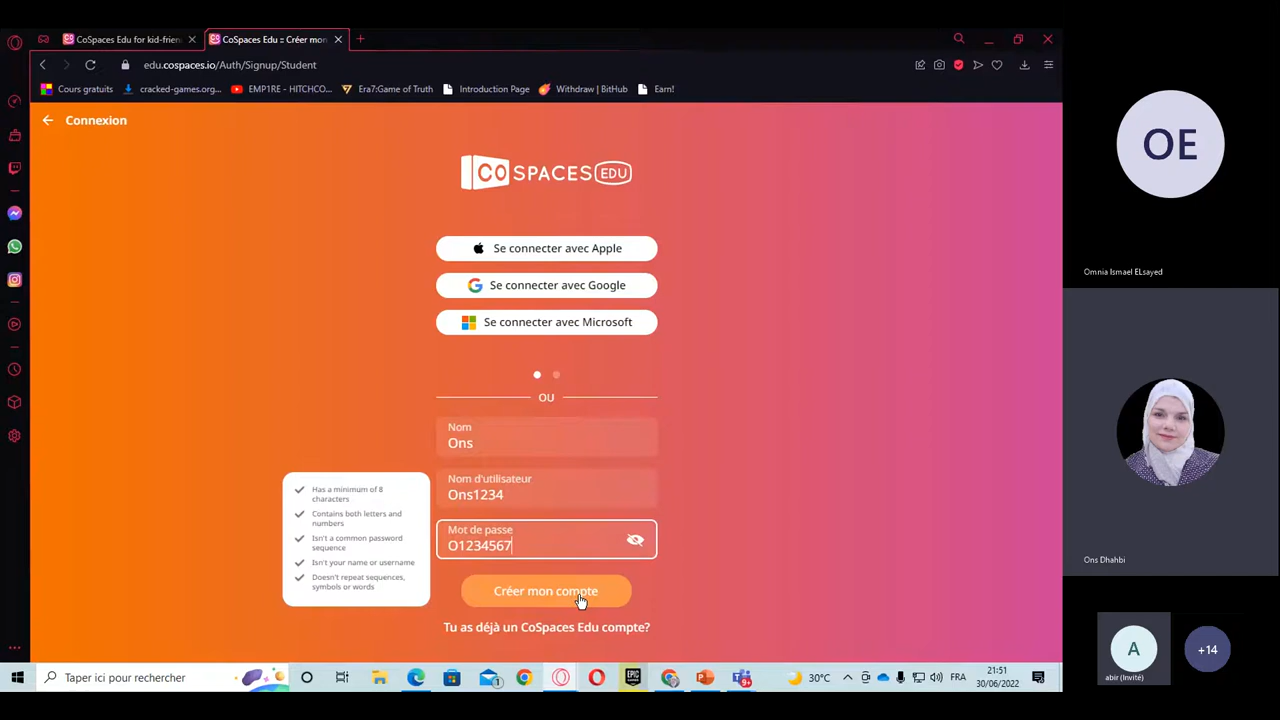 CoSpaces Edu for kid-frien
CoSpaces Edu :: Créer mon
edu.cospaces.io/Auth/Signup/Student
Cours gratuits
cracked-games.org...
EMP1RE - HITCHCO...
Era7:Game of Truth
Introduction Page
Withdraw | BitHub
Earn!
Connexion
CO SPACES EDU
Se connecter avec Apple
Se connecter avec Google
Se connecter avec Microsoft
OU
Nom
Ons
Nom d'utilisateur
Ons1234
Mot de passe
O1234567
Has a minimum of 8
characters
Contains both letters and
numbers
Isn't a common password
sequence
Isn't your name or username
Doesn't repeat sequences,
symbols or words
Créer mon compte
Tu as déjà un CoSpaces Edu compte?
Taper ici pour rechercher
1
EPIC
9+
30°C
FRA
21:51
30/06/2022
OE
Omnia Ismael ELsayed
Ons Dhahbi
A
abir (Invité)
+14